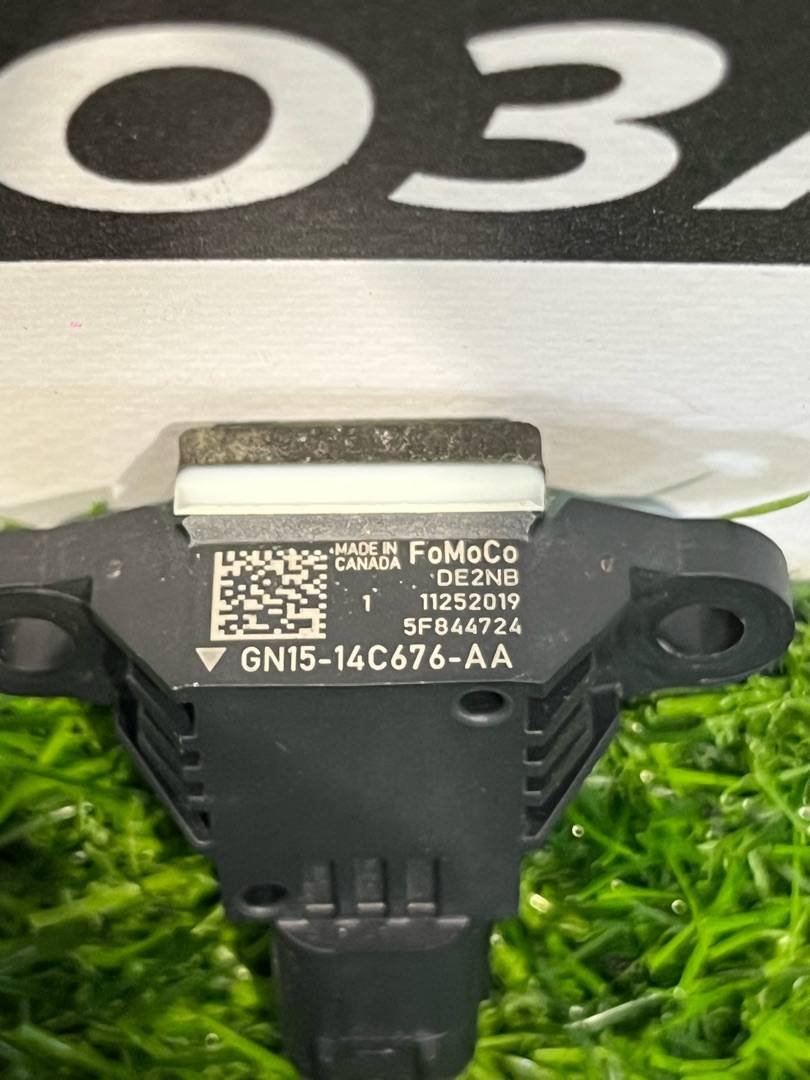 03
MADE IN
CANADA
FoMoCo
DE2NB
1 11252019
5F844724
GN15-14C676-AA